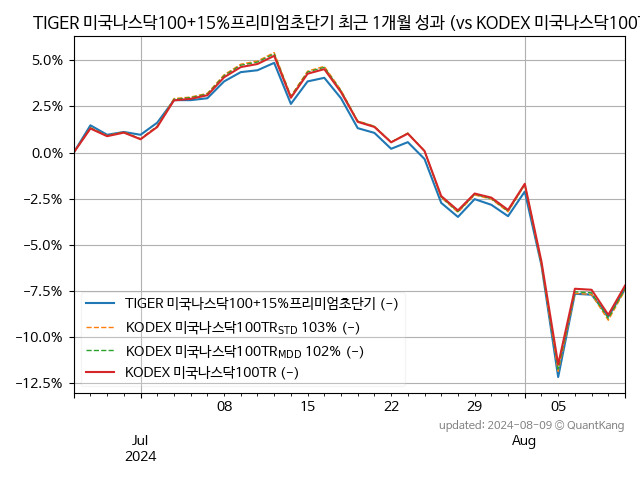 TIGER 미국나스닥100+15%프리미엄초단기 최근 1개월 성과 (vs KODEX 미국나스닥100T
5.0%
2.5%
0.0%
−2.5%
−5.0%
−7.5%
−10.0%
−12.5%
TIGER 미국나스닥100+15%프리미엄초단기 (−)
KODEX 미국나스닥100TRSTD 103% (−)
KODEX 미국나스닥100TRMDD 102% (−)
KODEX 미국나스닥100TR (−)
08 15 22 29 05
updated: 2024-08-09 © QuantKang
Jul Aug
2024